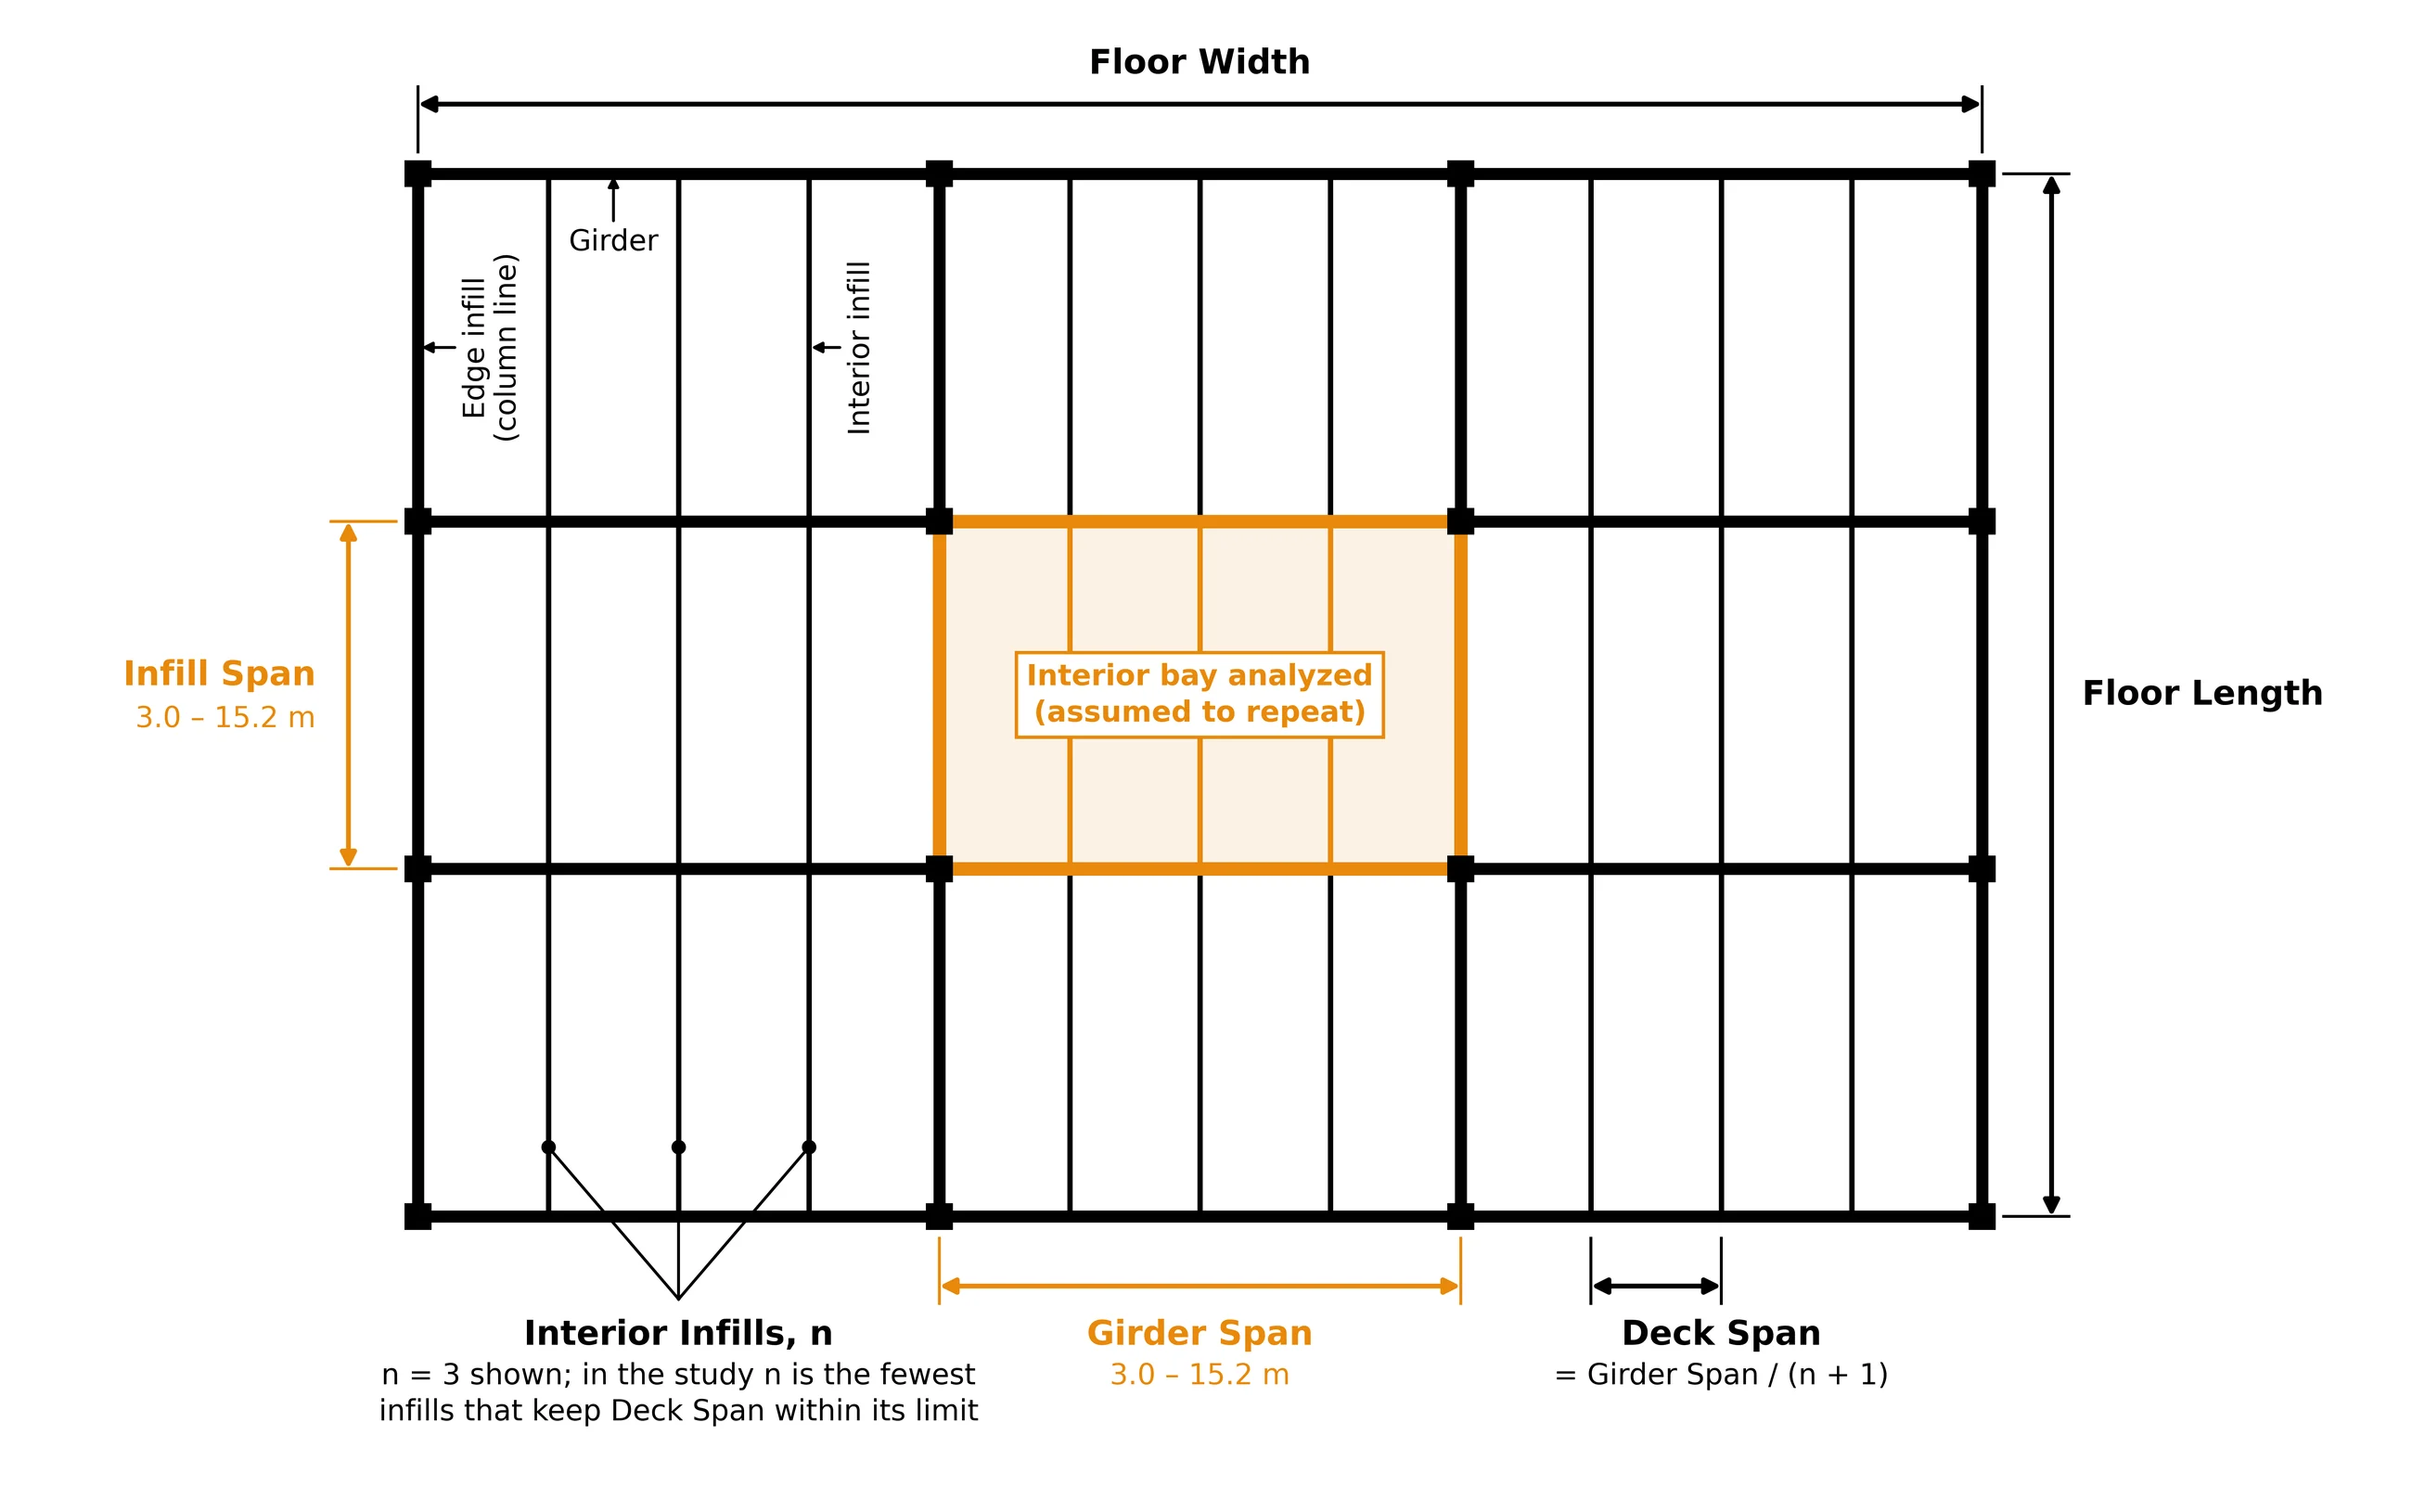 Floor Width
Girder
Edge infill
(column line)
Interior infill
Infill Span
3.0 – 15.2 m
Interior bay analyzed
(assumed to repeat)
Floor Length
Interior Infills, n
n = 3 shown; in the study n is the fewest
infills that keep Deck Span within its limit
Girder Span
3.0 – 15.2 m
Deck Span
= Girder Span / (n + 1)